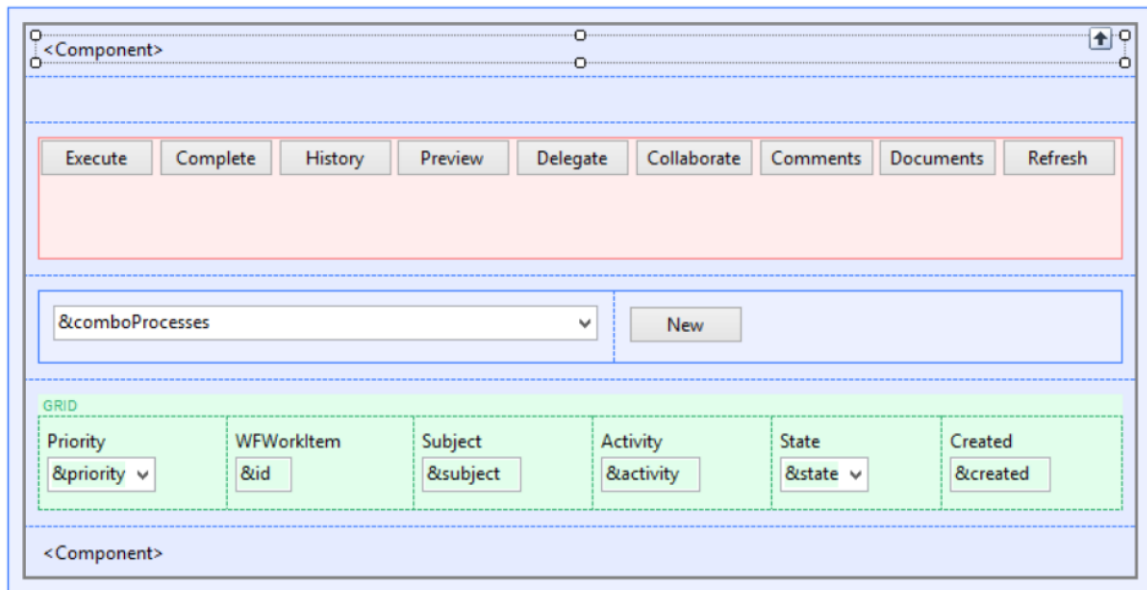 <Component>
Execute Complete History Preview Delegate Collaborate Comments Documents Refresh
&comboProcesses New
GRID
Priority WFWorkItem Subject Activity State Created
&priority &id &subject &activity &state &created
<Component>